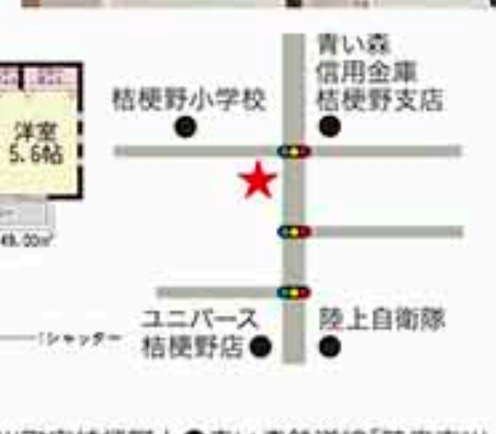 青い森
信用金庫
桔梗野支店
桔梗野小学校
洋室
5.6帖
シャッター
ユニバース
桔梗野店
陸上自衛隊